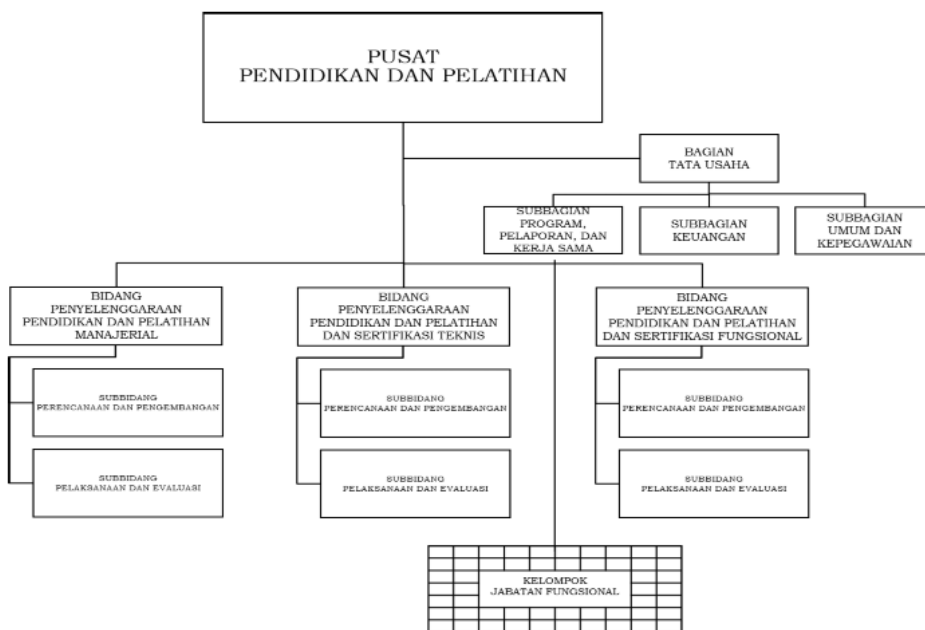 PUSAT
PENDIDIKAN DAN PELATIHAN
BAGIAN
TATA USAHA
SUBBAGIAN
PROGRAM,
PELAPORAN, DAN
KERJA SAMA
SUBBAGIAN
KEUANGAN
SUBBAGIAN
UMUM DAN
KEPEGAWAIAN
BIDANG
PENYELENGGARAAN
PENDIDIKAN DAN PELATIHAN
MANAJERIAL
BIDANG
PENYELENGGARAAN
PENDIDIKAN DAN PELATIHAN
DAN SERTIFIKASI TEKNIS
BIDANG
PENYELENGGARAAN
PENDIDIKAN DAN PELATIHAN
DAN SERTIFIKASI FUNGSIONAL
SUBBIDANG
PERENCANAAN DAN PENGEMBANGAN
SUBBIDANG
PERENCANAAN DAN PENGEMBANGAN
SUBBIDANG
PERENCANAAN DAN PENGEMBANGAN
SUBBIDANG
PELAKSANAAN DAN EVALUASI
SUBBIDANG
PELAKSANAAN DAN EVALUASI
SUBBIDANG
PELAKSANAAN DAN EVALUASI
KELOMPOK
JABATAN FUNGSIONAL